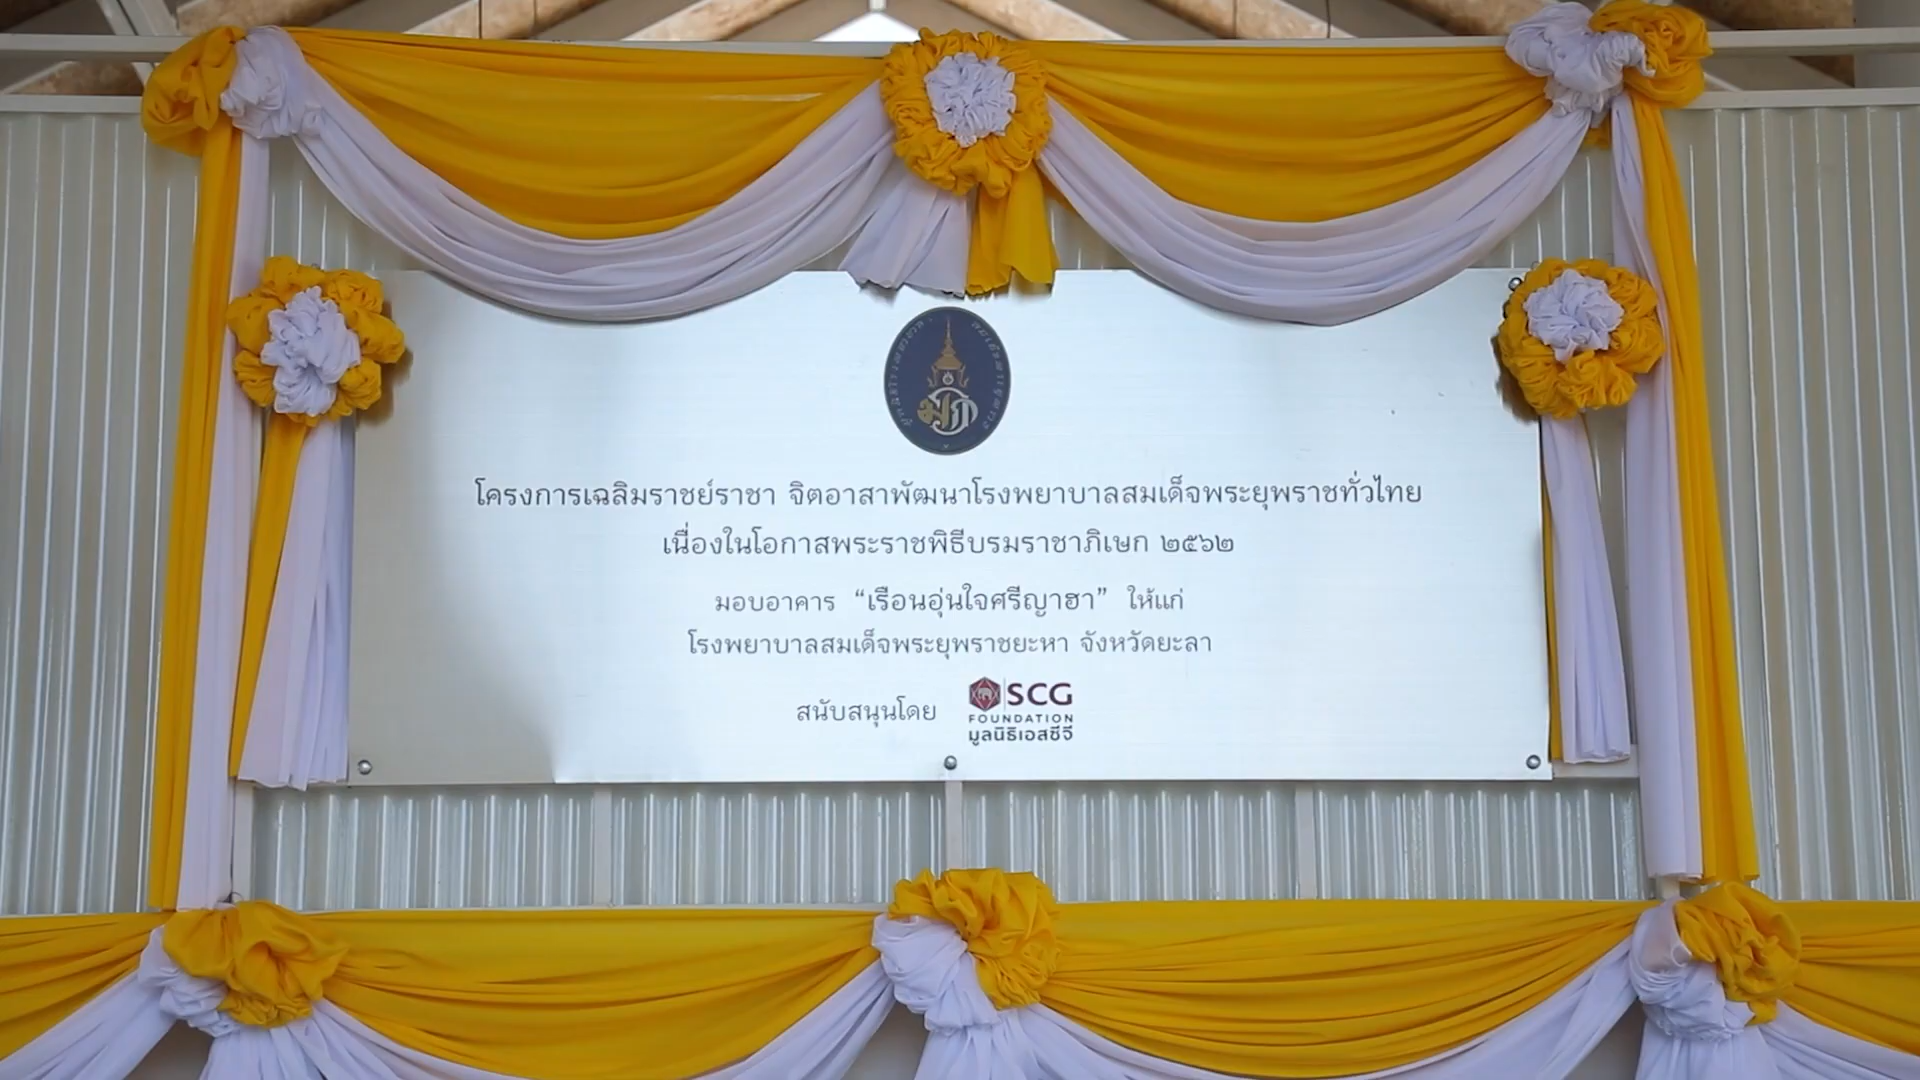 มก
โครงการเฉลิมราชย์ราชา จิตอาสาพัฒนาโรงพยาบาลสมเด็จพระยุพราชทั่วไทย
เนื่องในโอกาสพระราชพิธีบรมราชาภิเษก ๒๕๖๒
มอบอาคาร “เรือนอุ่นใจศรีญาฮา” ให้แก่
โรงพยาบาลสมเด็จพระยุพราชยะหา จังหวัดยะลา
สนับสนุนโดย
SCG
FOUNDATION
มูลนิธิเอสซีจี